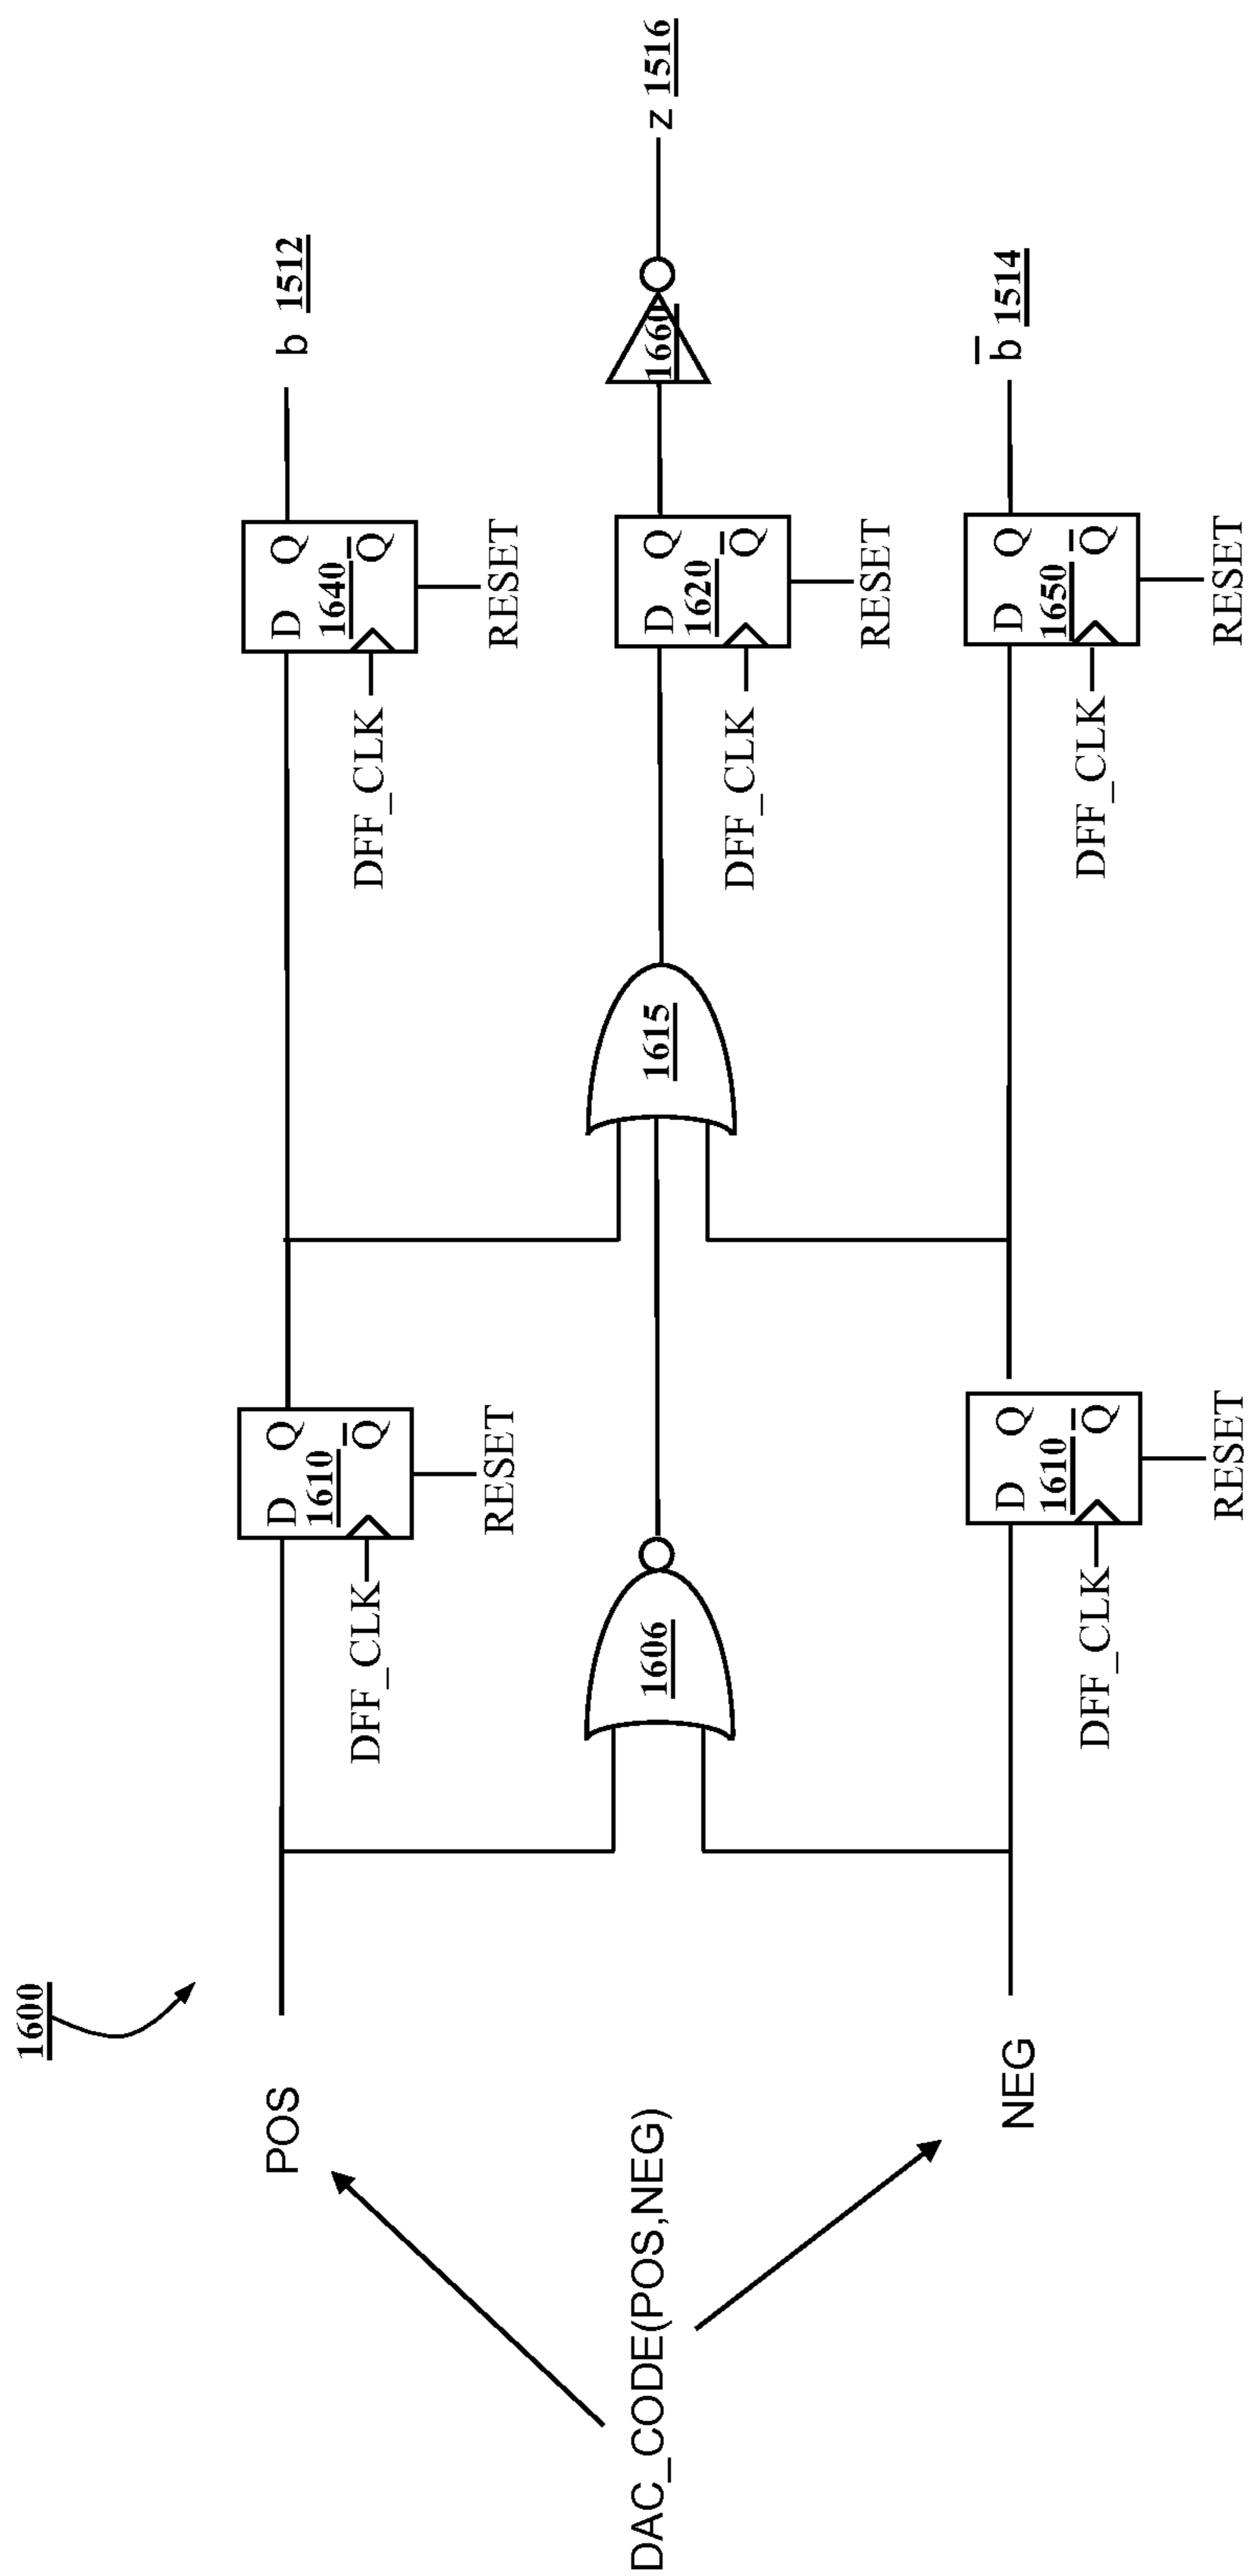 1600
DAC_CODE(POS,NEG)
POS
NEG
1606
D Q
1610 Q̅
DFF_CLK
RESET
D Q
1610 Q̅
DFF_CLK
RESET
1615
D Q
1640 Q̅
DFF_CLK
RESET
D Q
1620 Q̅
DFF_CLK
RESET
D Q
1650 Q̅
DFF_CLK
RESET
1660
b 1512
z 1516
b̅ 1514